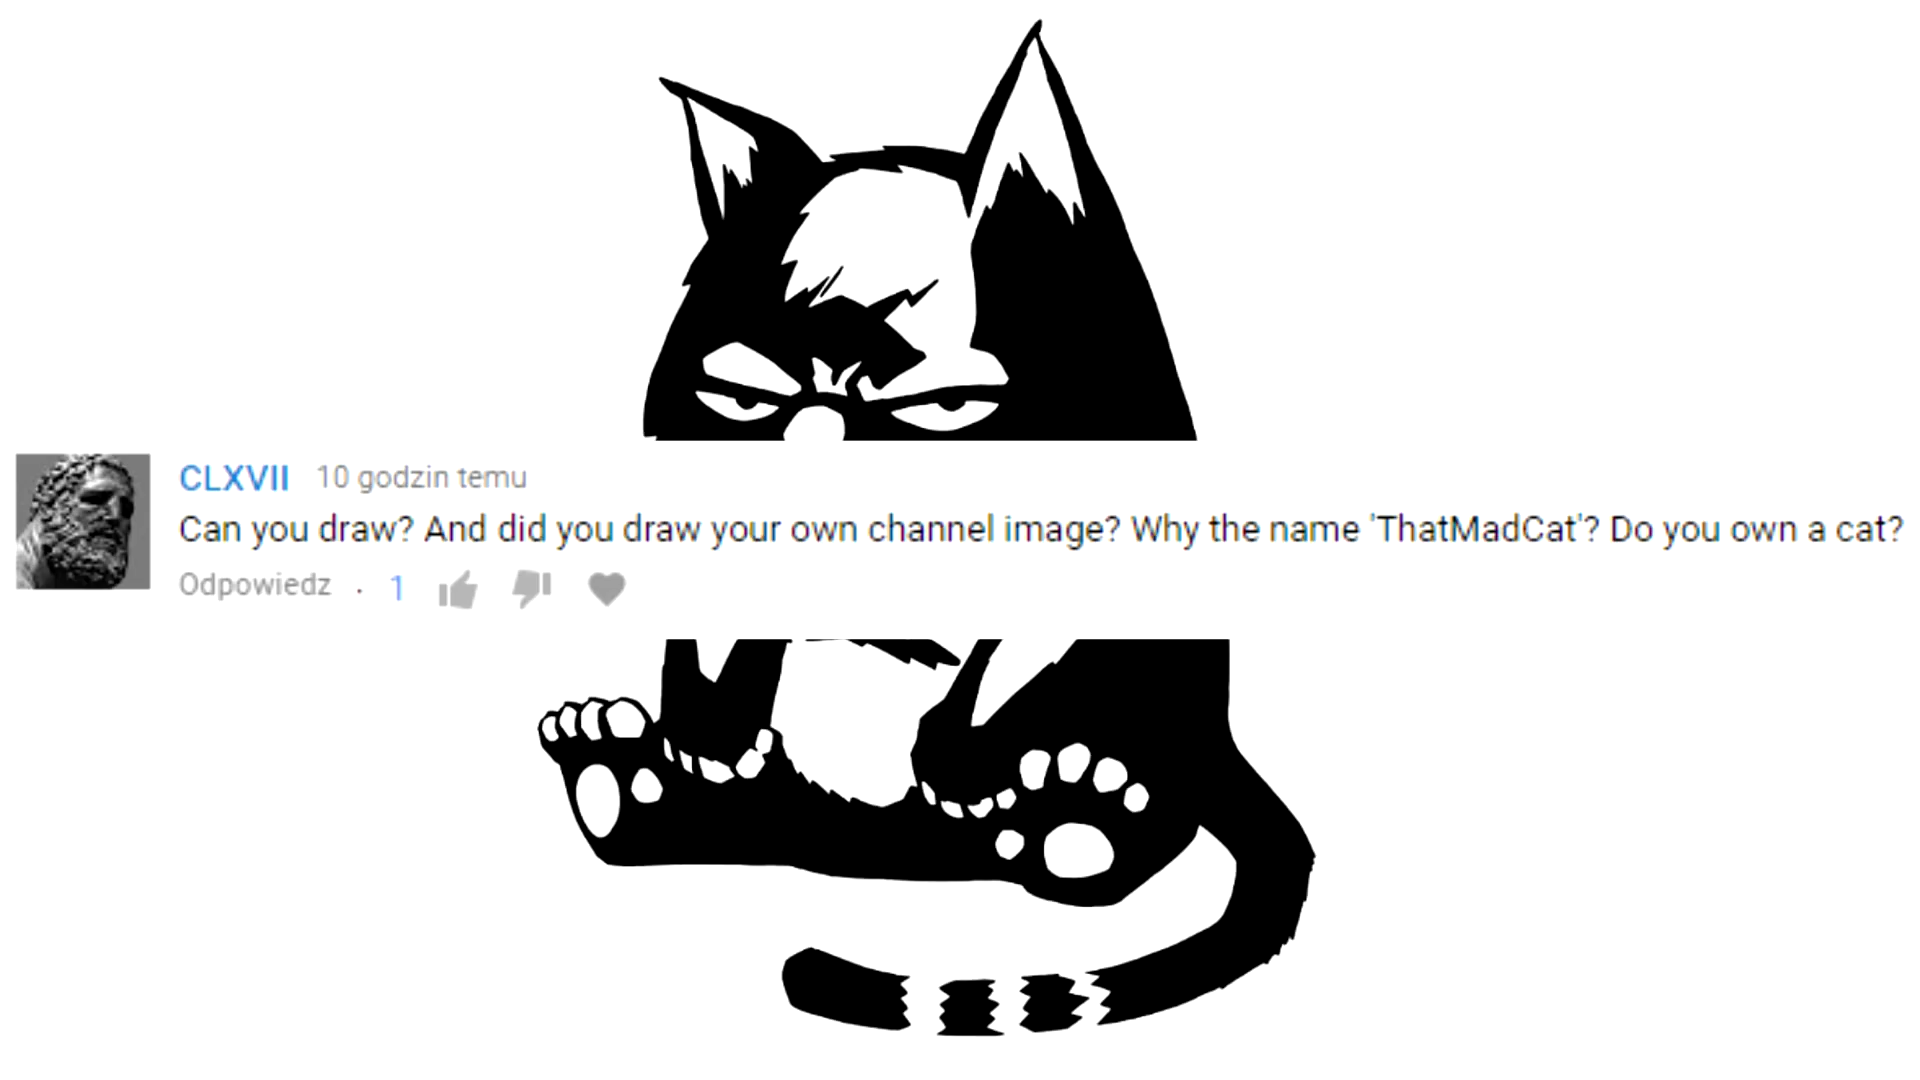 CLXVII 10 godzin temu
Can you draw? And did you draw your own channel image? Why the name 'ThatMadCat'? Do you own a cat?
Odpowiedz · 1